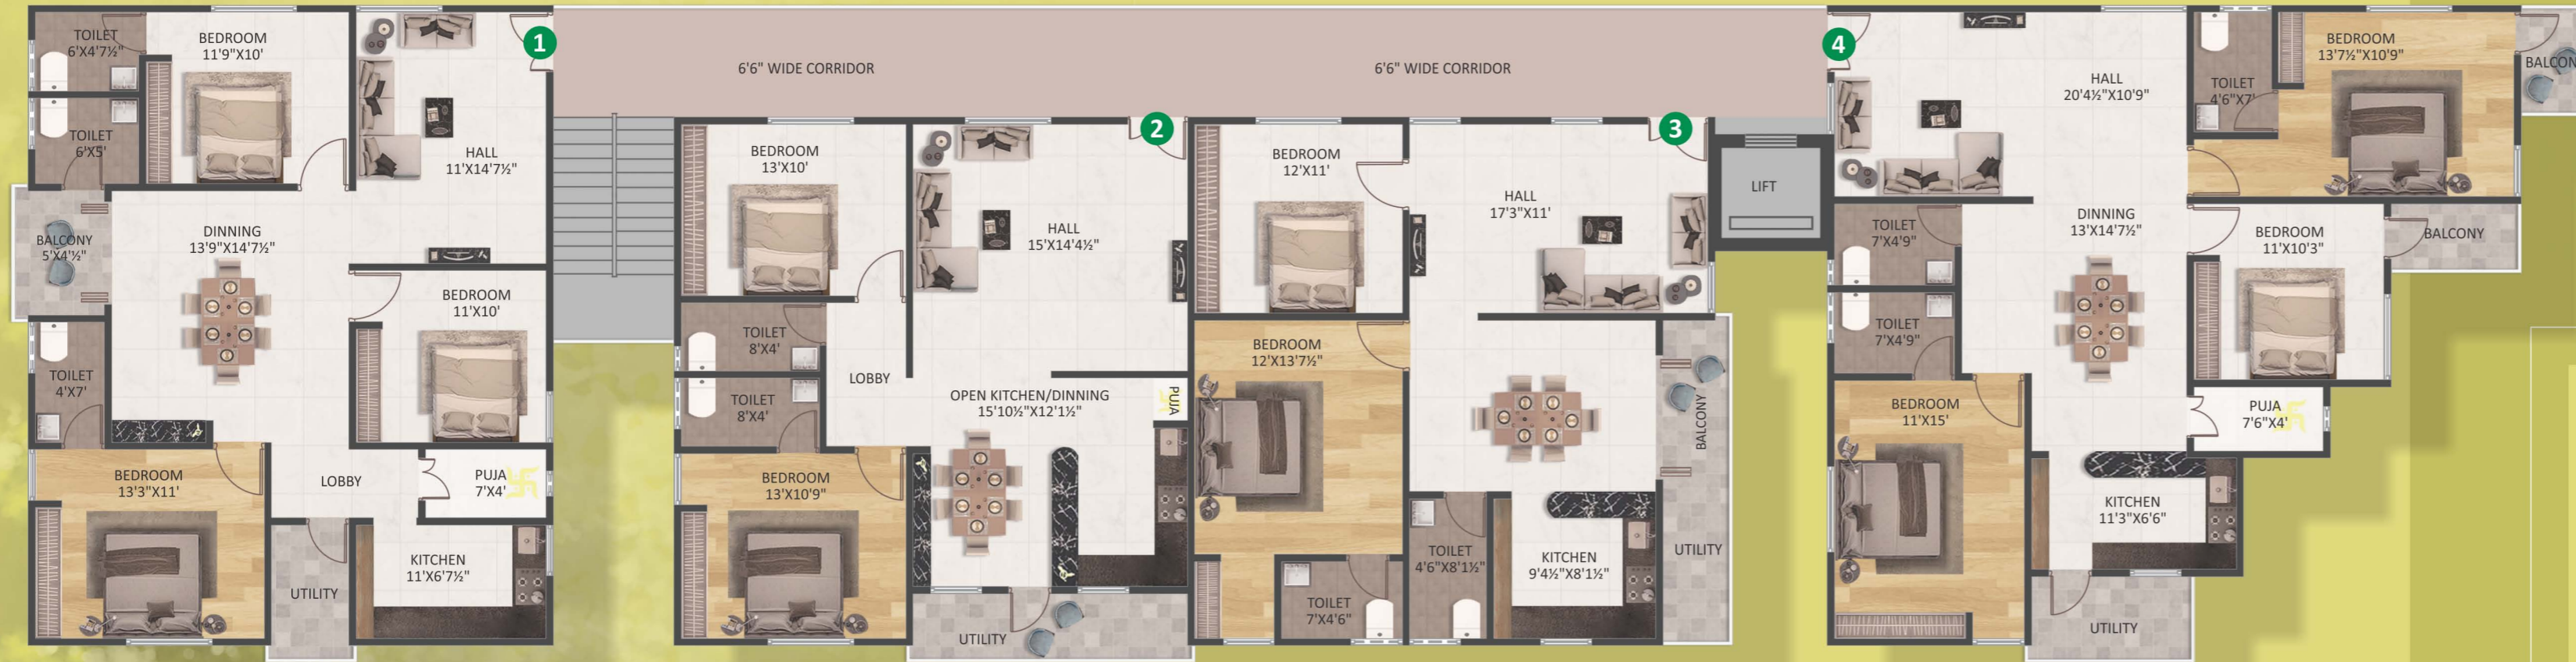 TOILET
6'X4'7½"
BEDROOM
11'9"X10'
1
TOILET
6'X5'
HALL
11'X14'7½"
BALCONY
5'X4'½"
DINNING
13'9"X14'7½"
BEDROOM
11'X10'
TOILET
4'X7'
BEDROOM
13'3"X11'
LOBBY
PUJA
7'X4'
UTILITY
KITCHEN
11'X6'7½"
6'6" WIDE CORRIDOR
6'6" WIDE CORRIDOR
BEDROOM
13'X10'
2
HALL
15'X14'4½"
TOILET
8'X4'
LOBBY
TOILET
8'X4'
OPEN KITCHEN/DINNING
15'10½"X12'1½"
PUJA
BEDROOM
13'X10'9"
UTILITY
BEDROOM
12'X11'
3
HALL
17'3"X11'
BEDROOM
12'X13'7½"
BALCONY
TOILET
7'X4'6"
TOILET
4'6"X8'1½"
KITCHEN
9'4½"X8'1½"
UTILITY
LIFT
4
HALL
20'4½"X10'9"
TOILET
4'6"X7'
BEDROOM
13'7½"X10'9"
BALCON
TOILET
7'X4'9"
DINNING
13'X14'7½"
BEDROOM
11'X10'3"
BALCONY
TOILET
7'X4'9"
BEDROOM
11'X15'
PUJA
7'6"X4'
KITCHEN
11'3"X6'6"
UTILITY